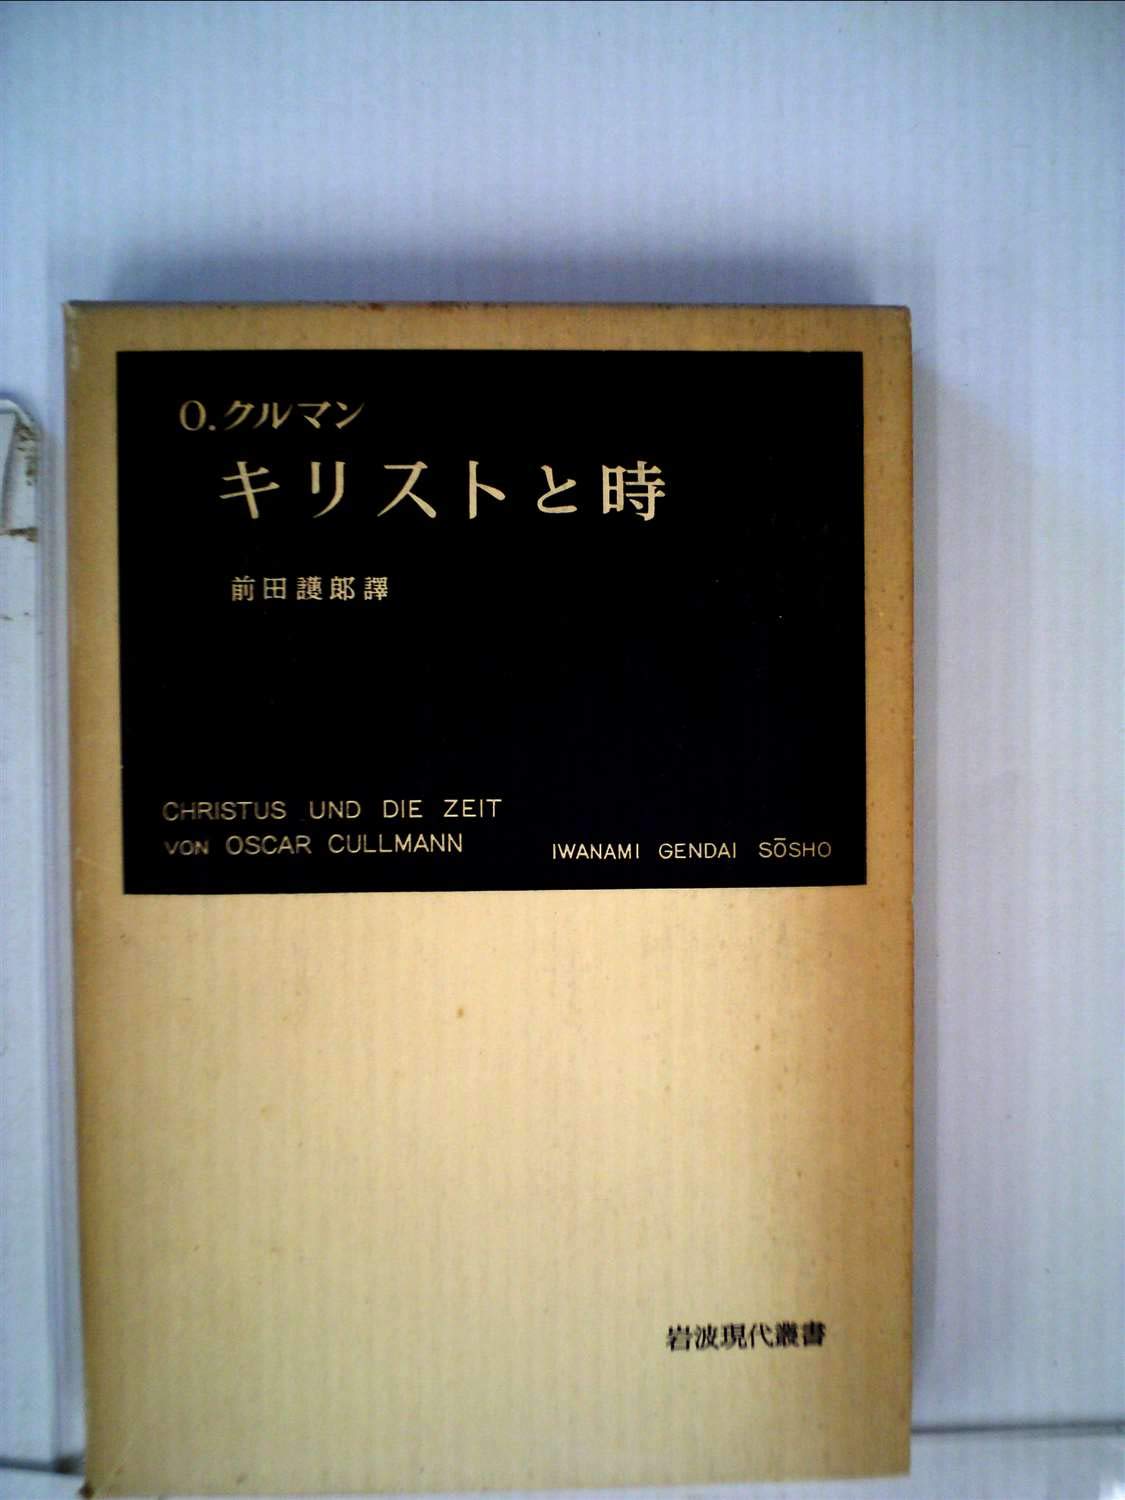 O.クルマン
キリストと時
前田護郎譯
CHRISTUS UND DIE ZEIT
VON OSCAR CULLMANN
IWANAMI GENDAI SŌSHO
岩波現代叢書